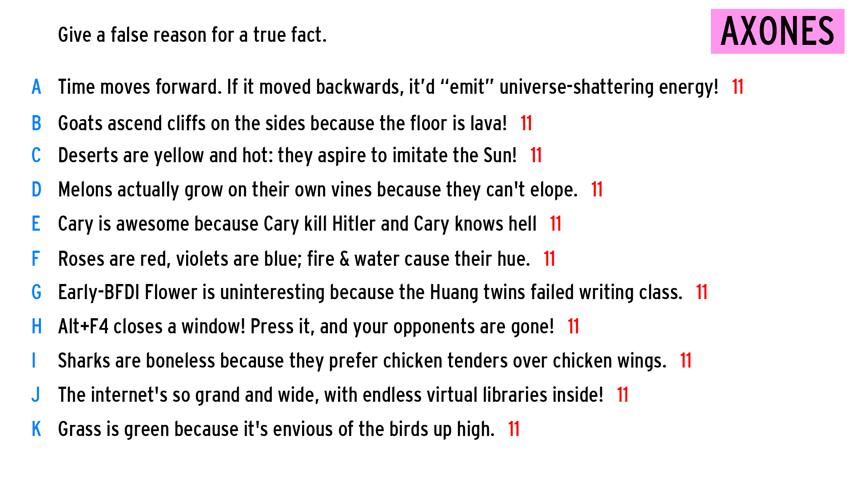 Give a false reason for a true fact.
AXONES
A Time moves forward. If it moved backwards, it'd “emit” universe-shattering energy! 11
B Goats ascend cliffs on the sides because the floor is lava! 11
C Deserts are yellow and hot: they aspire to imitate the Sun! 11
D Melons actually grow on their own vines because they can't elope. 11
E Cary is awesome because Cary kill Hitler and Cary knows hell 11
F Roses are red, violets are blue; fire & water cause their hue. 11
G Early-BFDI Flower is uninteresting because the Huang twins failed writing class. 11
H Alt+F4 closes a window! Press it, and your opponents are gone! 11
I Sharks are boneless because they prefer chicken tenders over chicken wings. 11
J The internet's so grand and wide, with endless virtual libraries inside! 11
K Grass is green because it's envious of the birds up high. 11